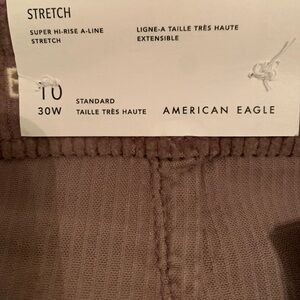 STRETCH
SUPER HI-RISE A-LINE
STRETCH
LIGNE-A TAILLE TRÈS HAUTE
EXTENSIBLE
10
30W
STANDARD
TAILLE TRÈS HAUTE
AMERICAN EAGLE